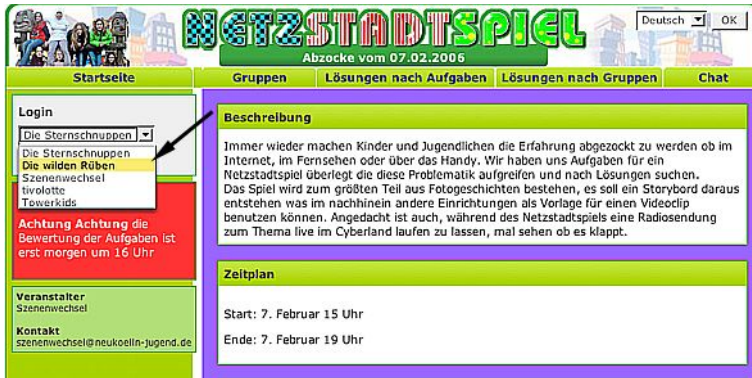 NETZSTADTSPIEL
Deutsch
OK
Abzocke vom 07.02.2006
Startseite
Gruppen
Lösungen nach Aufgaben
Lösungen nach Gruppen
Chat
Login
Die Sternschnuppen
Die Sternschnuppen
Die wilden Rüben
Szenenwechsel
tivolotte
Towerkids
Achtung Achtung die
Bewertung der Aufgaben ist
erst morgen um 16 Uhr
Veranstalter
Szenenwechsel
Kontakt
szenenwechsel@neukoelln-jugend.de
Beschreibung
Immer wieder machen Kinder und Jugendlichen die Erfahrung abgezockt zu werden ob im
Internet, im Fernsehen oder über das Handy. Wir haben uns Aufgaben für ein
Netzstadtspiel überlegt die diese Problematik aufgreifen und nach Lösungen suchen.
Das Spiel wird zum größten Teil aus Fotogeschichten bestehen, es soll ein Storybord daraus
entstehen was im nachhinein andere Einrichtungen als Vorlage für einen Videoclip
benutzen können. Angedacht ist auch, während des Netzstadtspiels eine Radiosendung
zum Thema live im Cyberland laufen zu lassen, mal sehen ob es klappt.
Zeitplan
Start: 7. Februar 15 Uhr
Ende: 7. Februar 19 Uhr